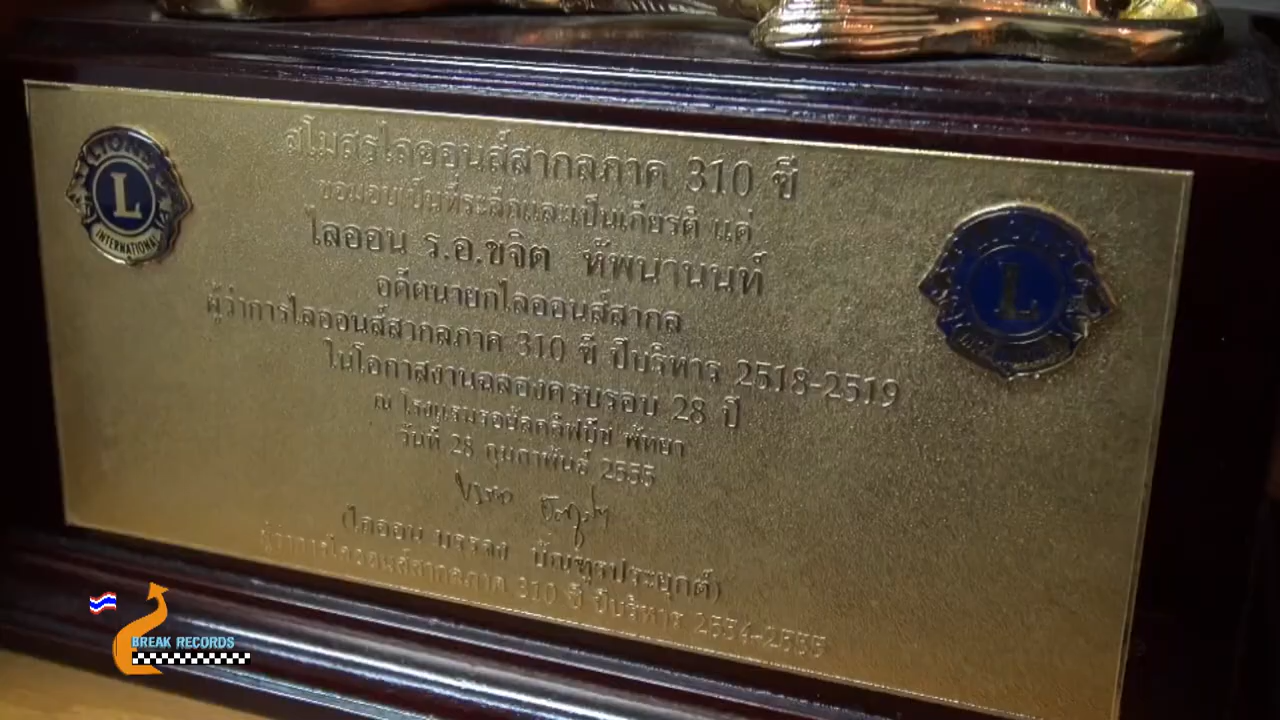 LIONS
L
INTERNATIONAL
สโมสรไลออนส์สากลภาค 310 ซี
ขอมอบเป็นที่ระลึกและเป็นเกียรติ แด่
ไลออน ร.อ.ขจิต หัพนานนท์
อดีตนายกไลออนส์สากล
ผู้ว่าการไลออนส์สากลภาค 310 ซี ปีบริหาร 2518-2519
ในโอกาสงานฉลองครบรอบ 28 ปี
ณ โรงแรมรอยัลคลิฟบีช พัทยา
วันที่ 28 กุมภาพันธ์ 2555
(ไลออน บรรลง บัณฑูรประยุกต์)
ผู้ว่าการไลออนส์สากลภาค 310 ซี ปีบริหาร 2554-2555
L
BREAK RECORDS